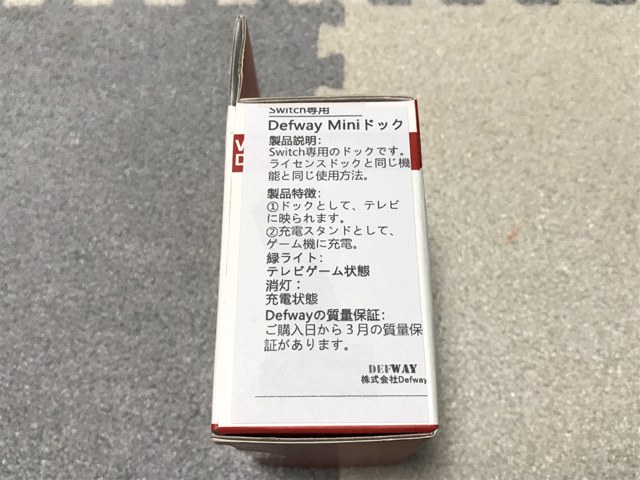 Switch専用
Defway Miniドック
製品説明:
Switch専用のドックです。
ライセンスドックと同じ機
能と同じ使用方法。
製品特徴:
①ドックとして、テレビ
に映られます。
②充電スタンドとして、
ゲーム機に充電。
緑ライト:
テレビゲーム状態
消灯：
充電状態
Defwayの質量保証:
ご購入日から３月の質量保
証があります。
DEFWAY
株式会社Defway
V
D